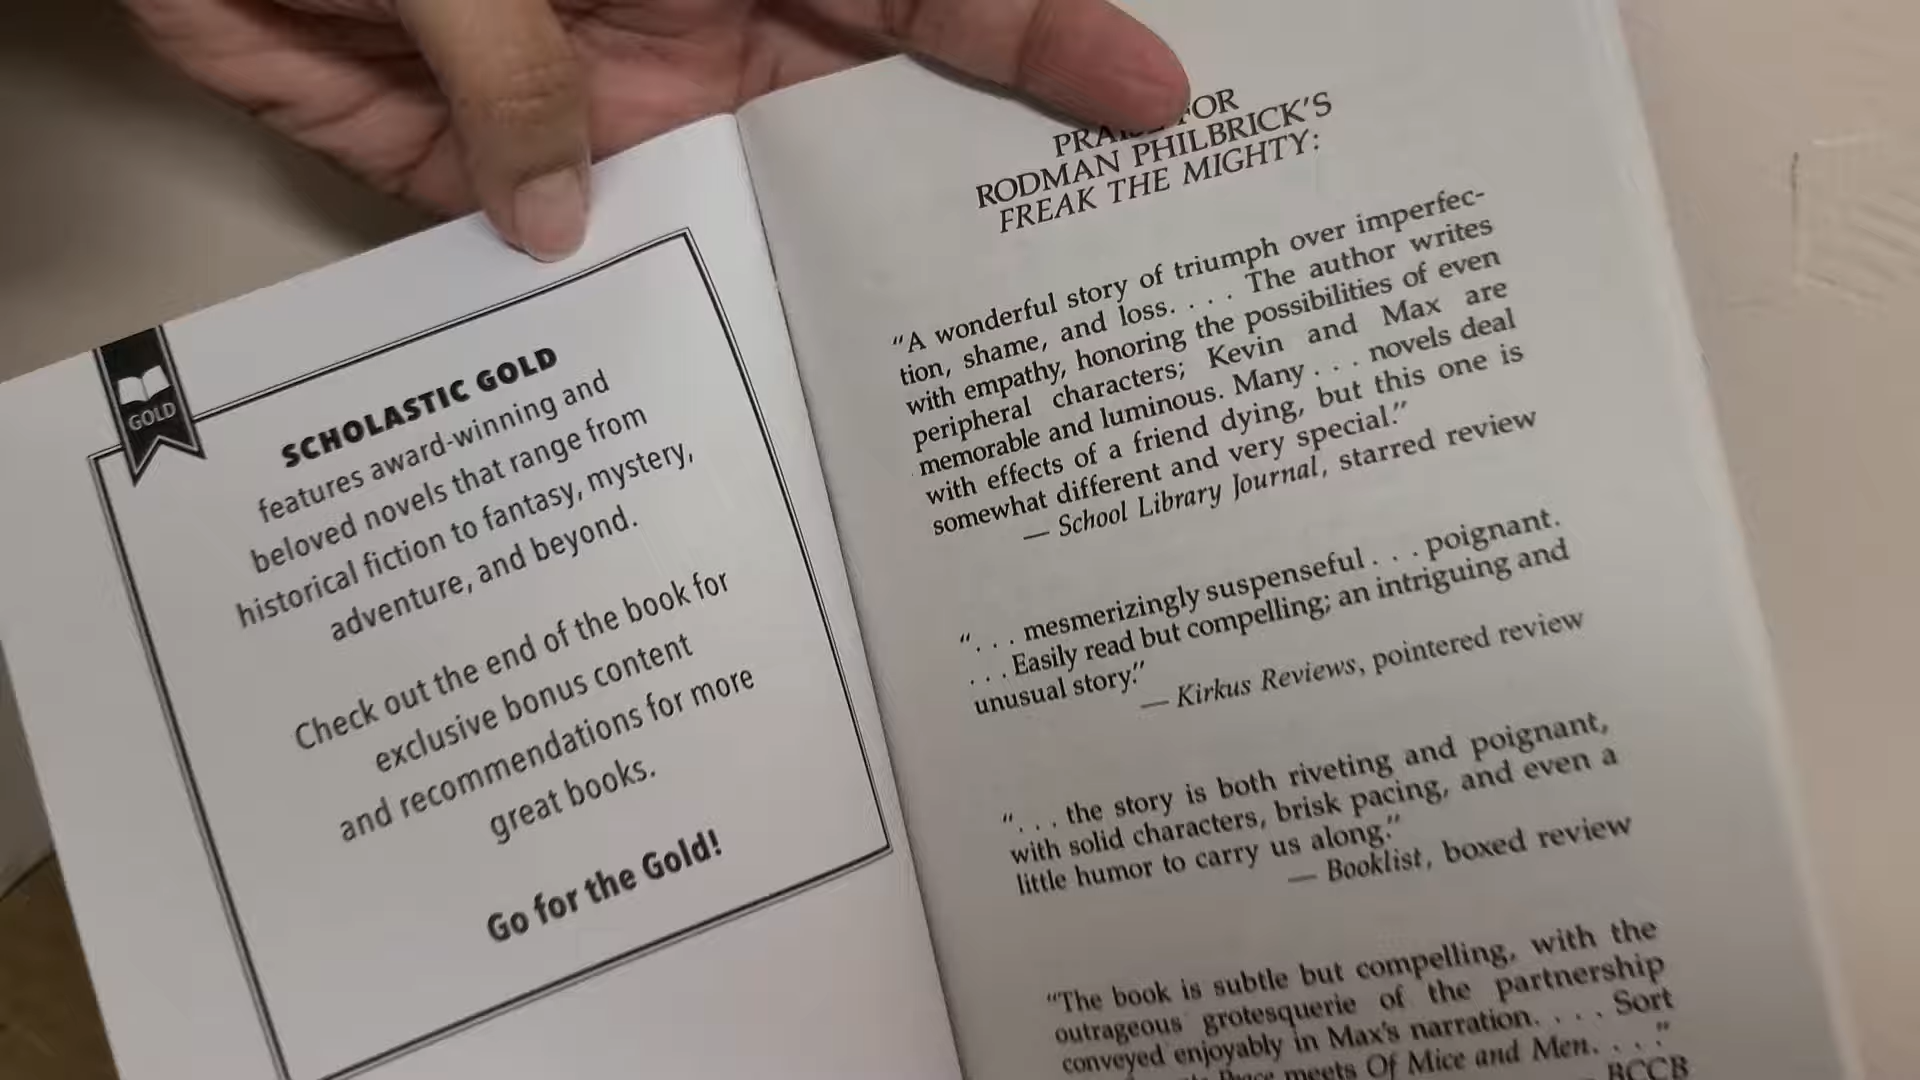 GOLD
SCHOLASTIC GOLD
features award-winning and
beloved novels that range from
historical fiction to fantasy, mystery,
adventure, and beyond.
Check out the end of the book for
exclusive bonus content
and recommendations for more
great books.
Go for the Gold!
FOR
RODMAN PHILBRICK'S
FREAK THE MIGHTY:
"A wonderful story of triumph over imperfec-
tion, shame, and loss. . . . The author writes
with empathy, honoring the possibilities of even
peripheral characters; Kevin and Max are
memorable and luminous. Many . . . novels deal
with effects of a friend dying, but this one is
somewhat different and very special."
— School Library Journal, starred review
". . . mesmerizingly suspenseful . . . poignant.
. . . Easily read but compelling; an intriguing and
unusual story."
— Kirkus Reviews, pointered review
". . . the story is both riveting and poignant,
with solid characters, brisk pacing, and even a
little humor to carry us along."
— Booklist, boxed review
"The book is subtle but compelling, with the
outrageous grotesquerie of the partnership
conveyed enjoyably in Max's narration. . . . Sort
meets Of Mice and Men. . . ."
— BCCB